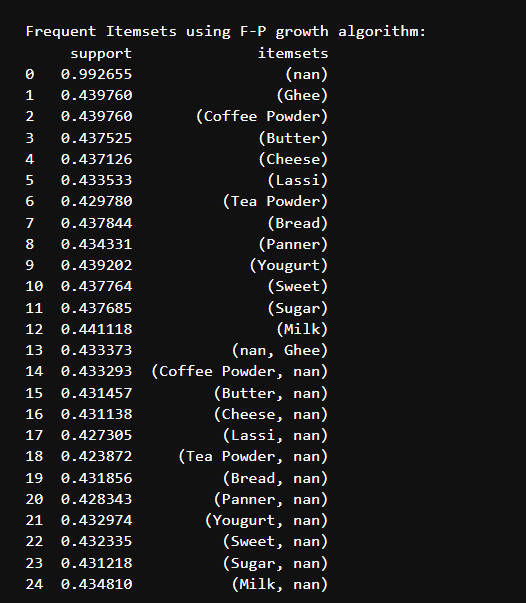 Frequent Itemsets using F-P growth algorithm:
support itemsets
0 0.992655 (nan)
1 0.439760 (Ghee)
2 0.439760 (Coffee Powder)
3 0.437525 (Butter)
4 0.437126 (Cheese)
5 0.433533 (Lassi)
6 0.429780 (Tea Powder)
7 0.437844 (Bread)
8 0.434331 (Panner)
9 0.439202 (Yougurt)
10 0.437764 (Sweet)
11 0.437685 (Sugar)
12 0.441118 (Milk)
13 0.433373 (nan, Ghee)
14 0.433293 (Coffee Powder, nan)
15 0.431457 (Butter, nan)
16 0.431138 (Cheese, nan)
17 0.427305 (Lassi, nan)
18 0.423872 (Tea Powder, nan)
19 0.431856 (Bread, nan)
20 0.428343 (Panner, nan)
21 0.432974 (Yougurt, nan)
22 0.432335 (Sweet, nan)
23 0.431218 (Sugar, nan)
24 0.434810 (Milk, nan)